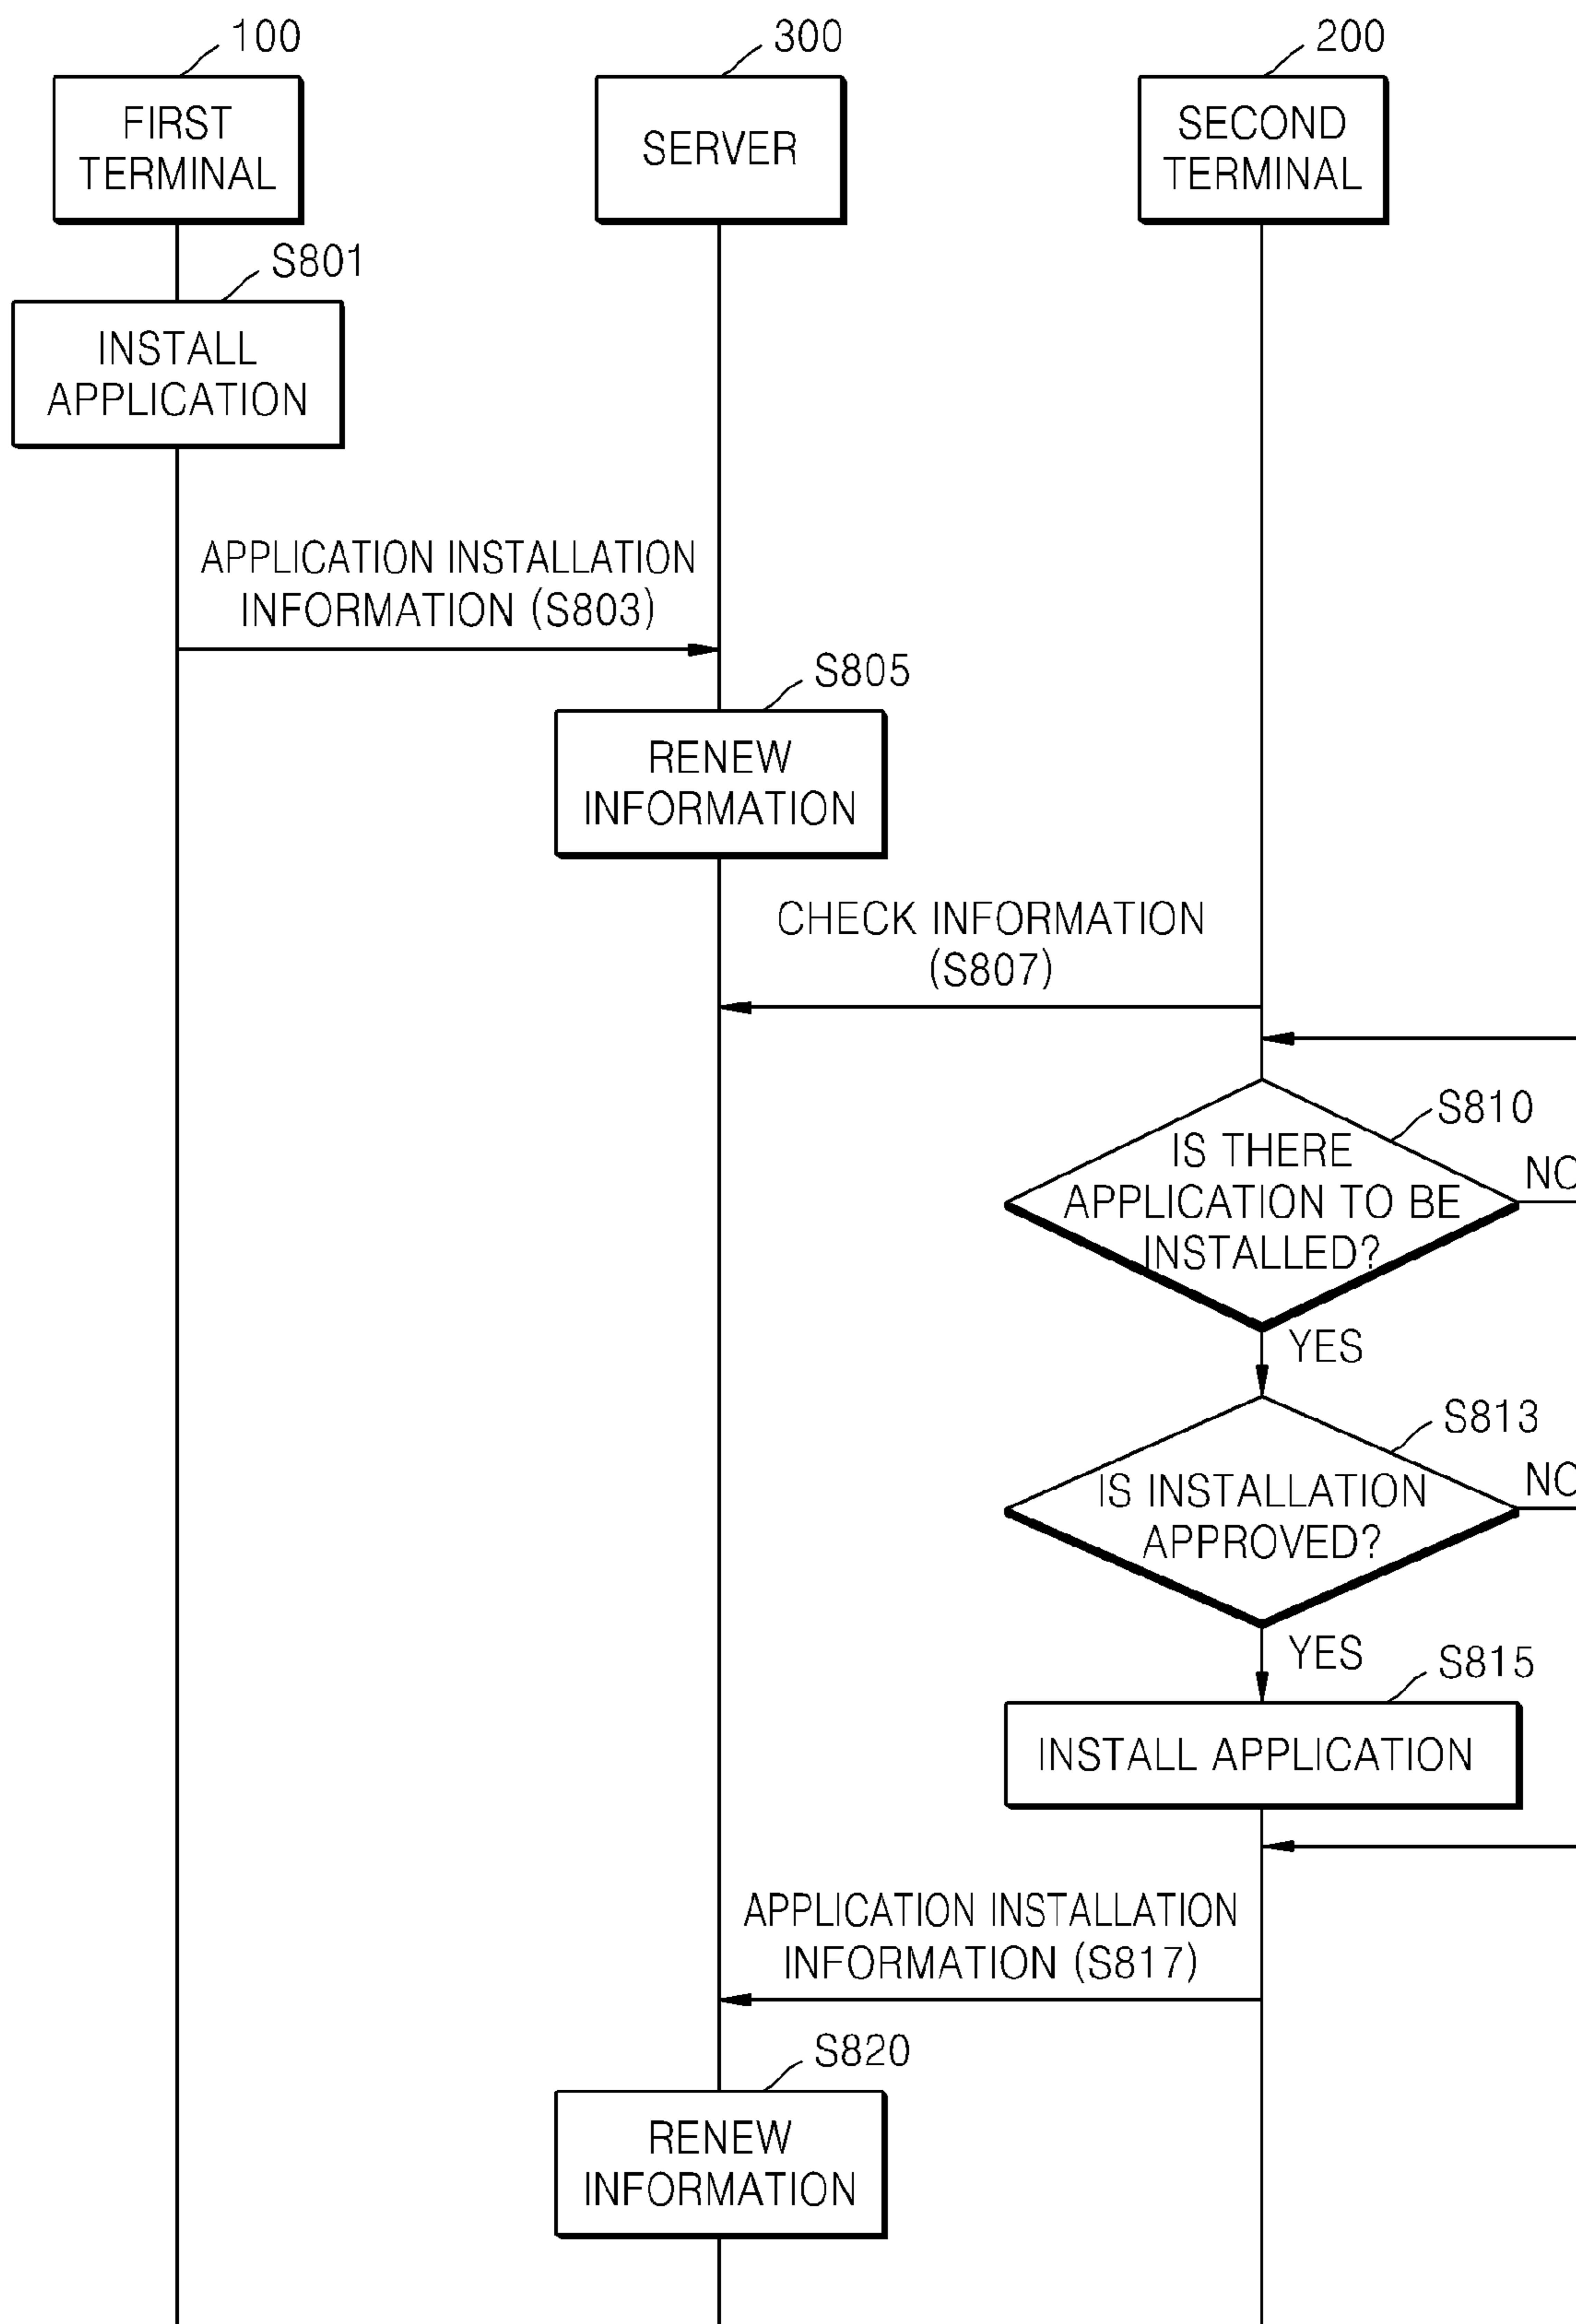 100
300
200
FIRST
TERMINAL
SERVER
SECOND
TERMINAL
S801
INSTALL
APPLICATION
APPLICATION INSTALLATION
INFORMATION (S803)
S805
RENEW
INFORMATION
CHECK INFORMATION
(S807)
S810
IS THERE
APPLICATION TO BE
INSTALLED?
NO
YES
S813
IS INSTALLATION
APPROVED?
NO
YES
S815
INSTALL APPLICATION
APPLICATION INSTALLATION
INFORMATION (S817)
S820
RENEW
INFORMATION